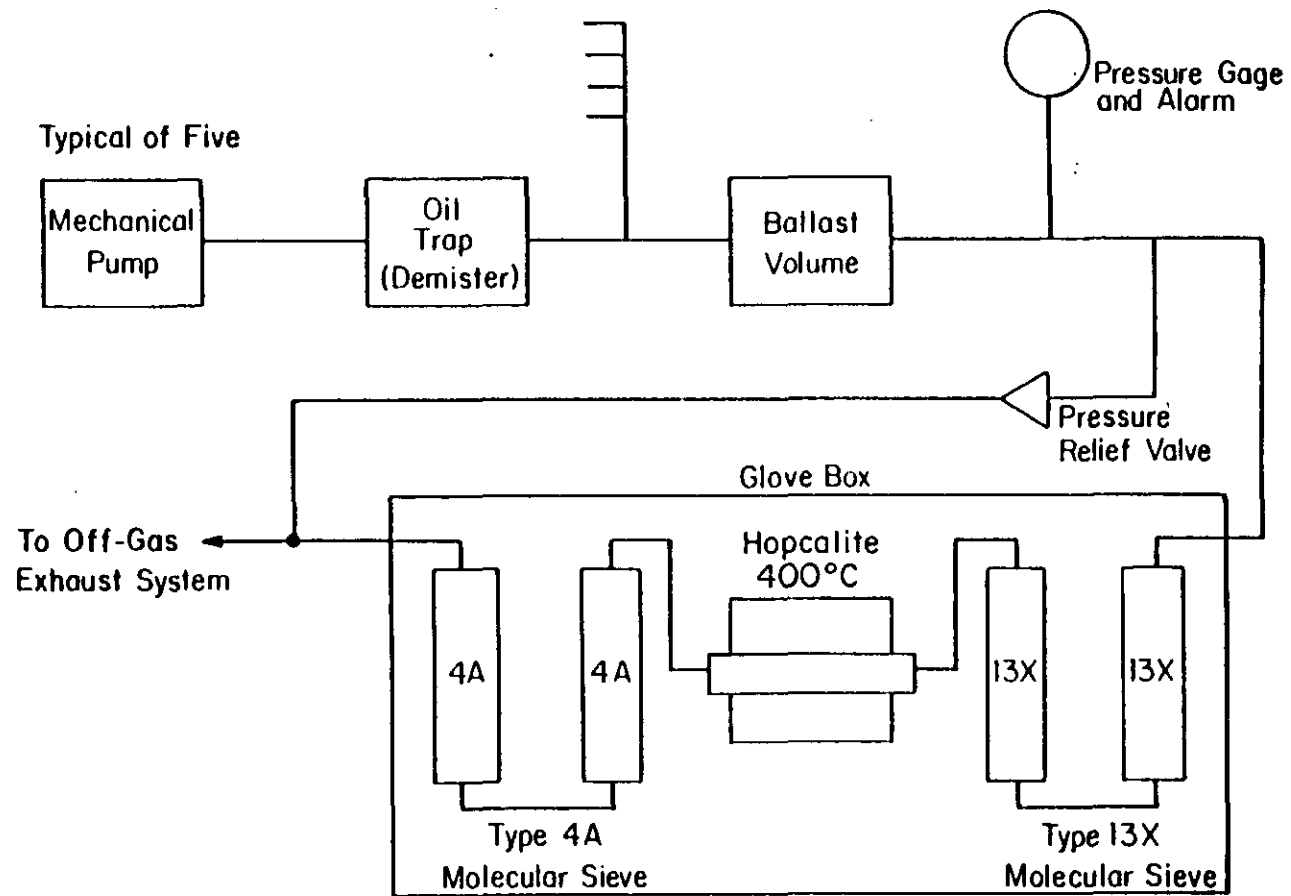 Pressure Gage
and Alarm
Typical of Five
Mechanical
Pump
Oil
Trap
(Demister)
Ballast
Volume
Pressure
Relief Valve
Glove Box
To Off-Gas
Exhaust System
Hopcalite
400°C
4A
4A
13X
13X
Type 4A
Molecular Sieve
Type 13X
Molecular Sieve